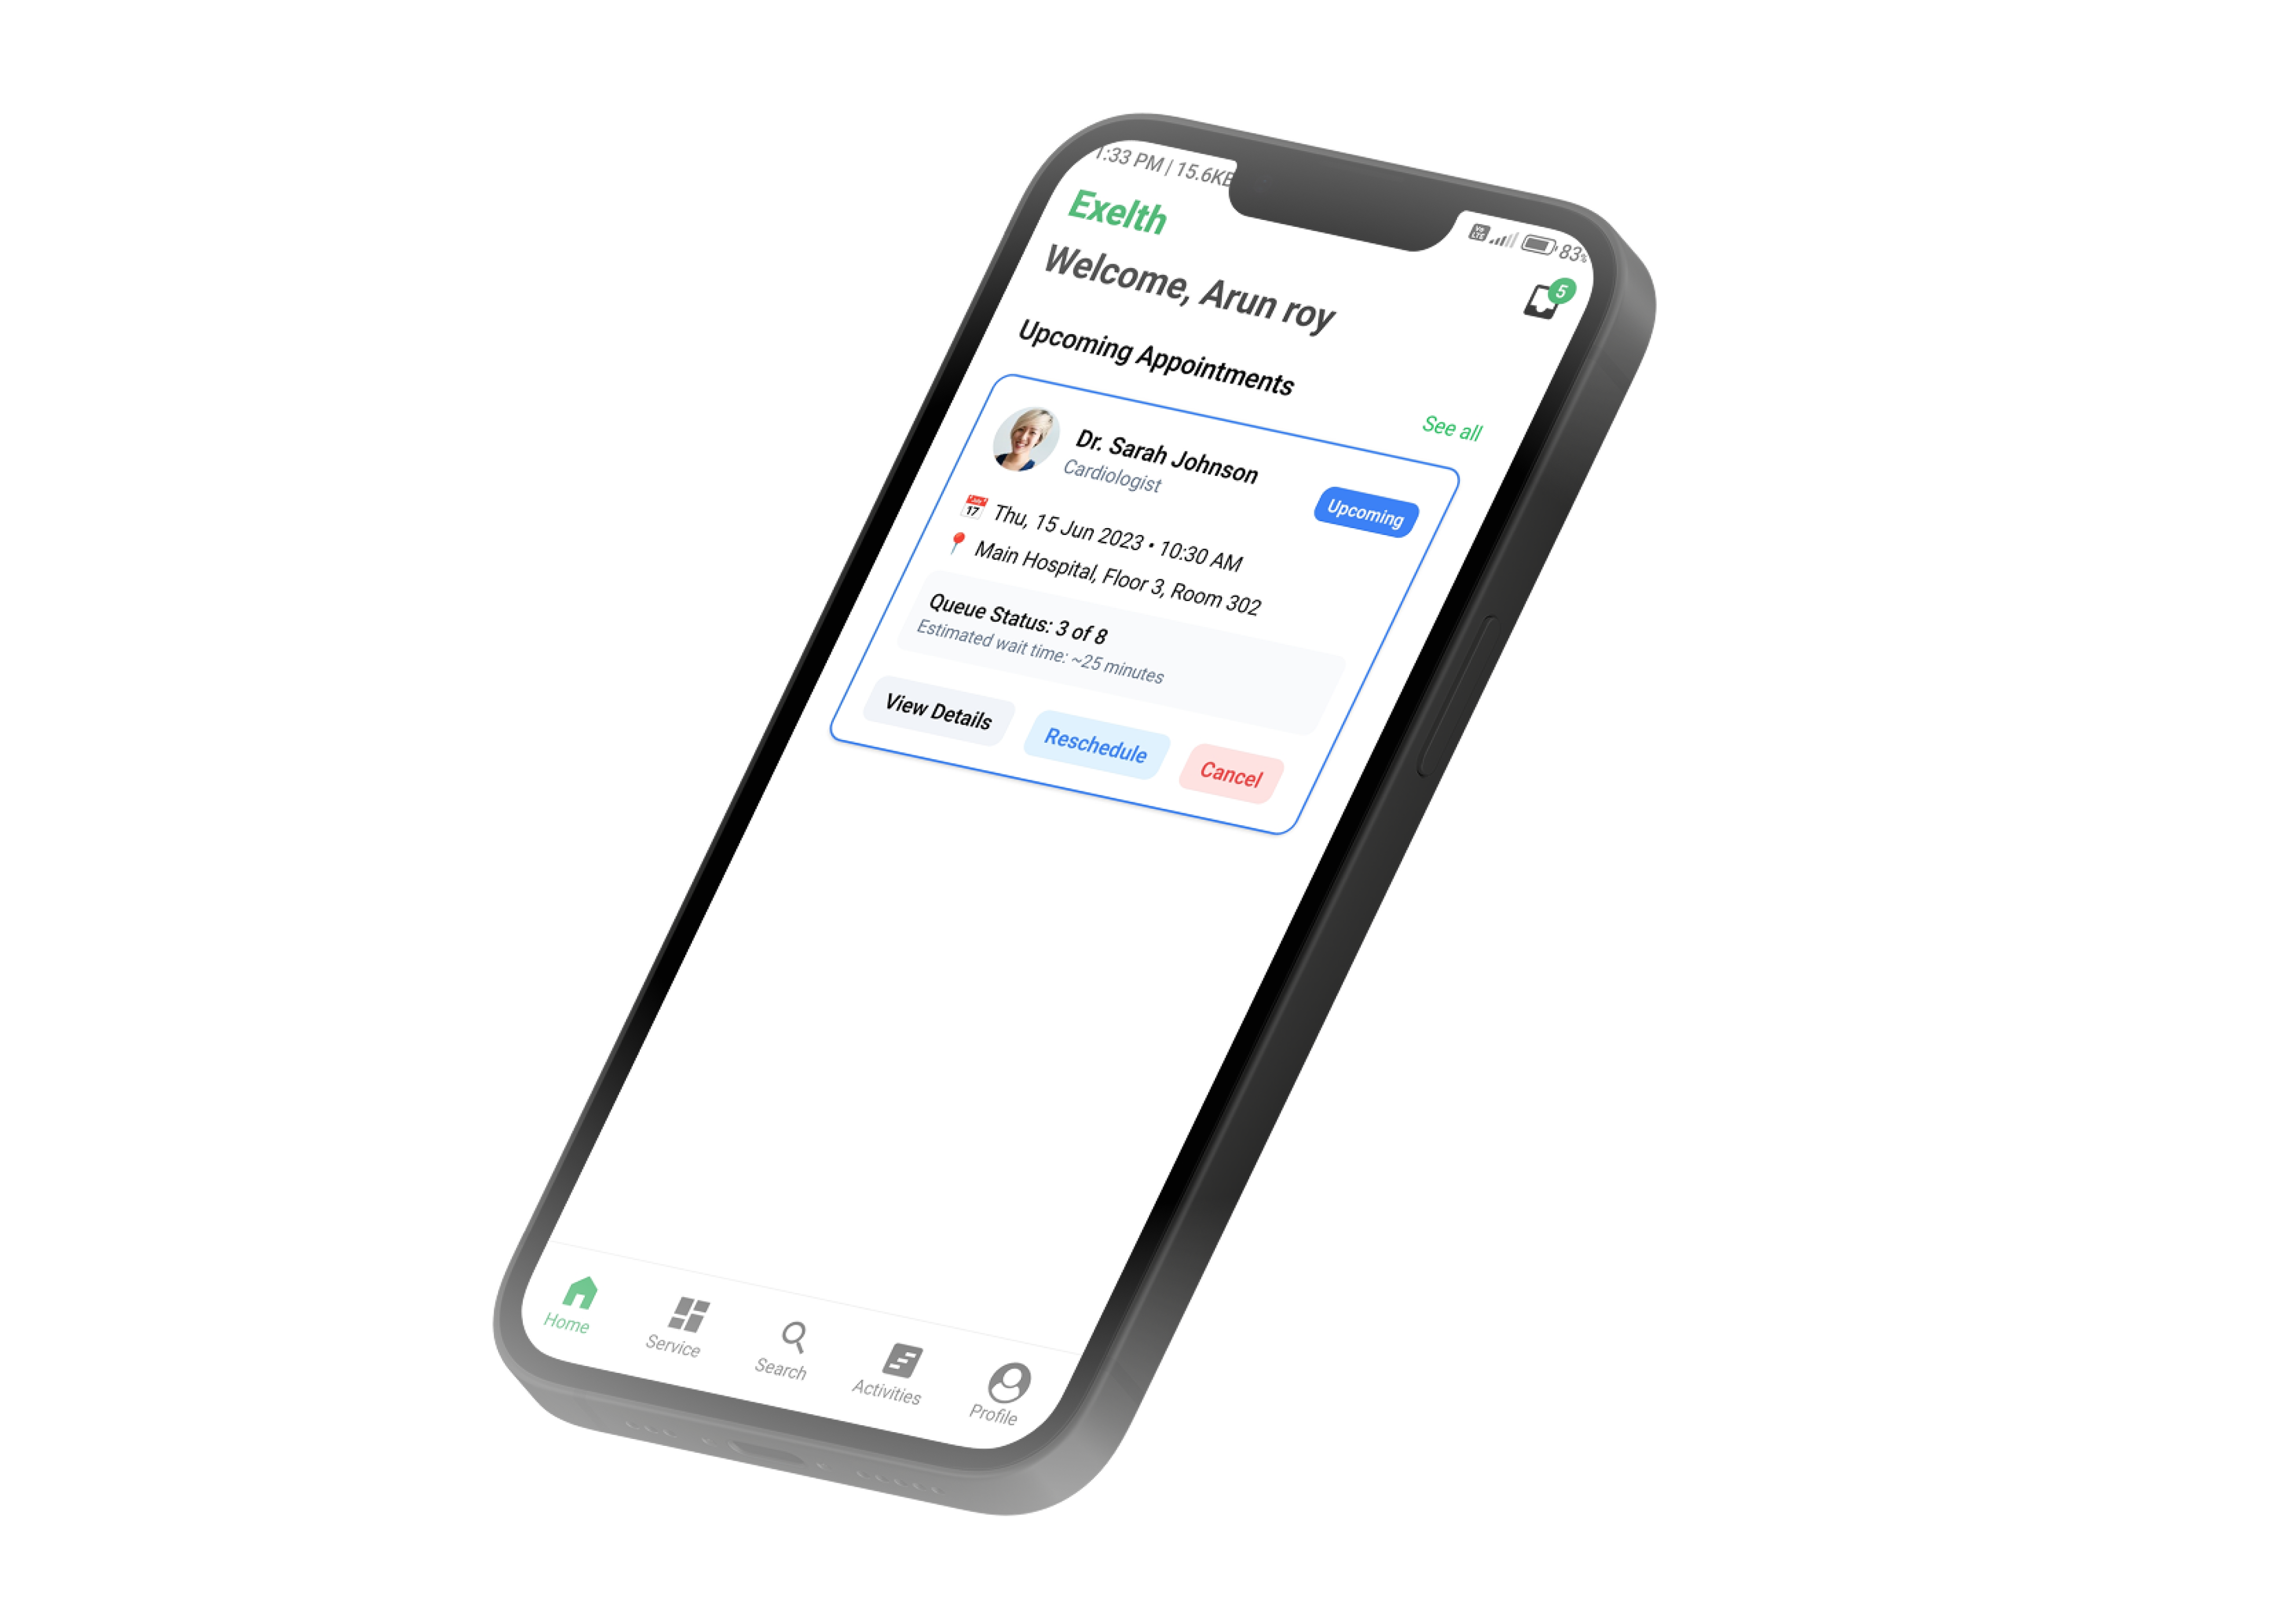 1:33 PM | 15.6KB
Vo LTE 83%
Exelth
5
Welcome, Arun roy
Upcoming Appointments
See all
Dr. Sarah Johnson
Cardiologist
Upcoming
17
Thu, 15 Jun 2023 • 10:30 AM
Main Hospital, Floor 3, Room 302
Queue Status: 3 of 8
Estimated wait time: ~25 minutes
View Details
Reschedule
Cancel
Home
Service
Search
Activities
Profile